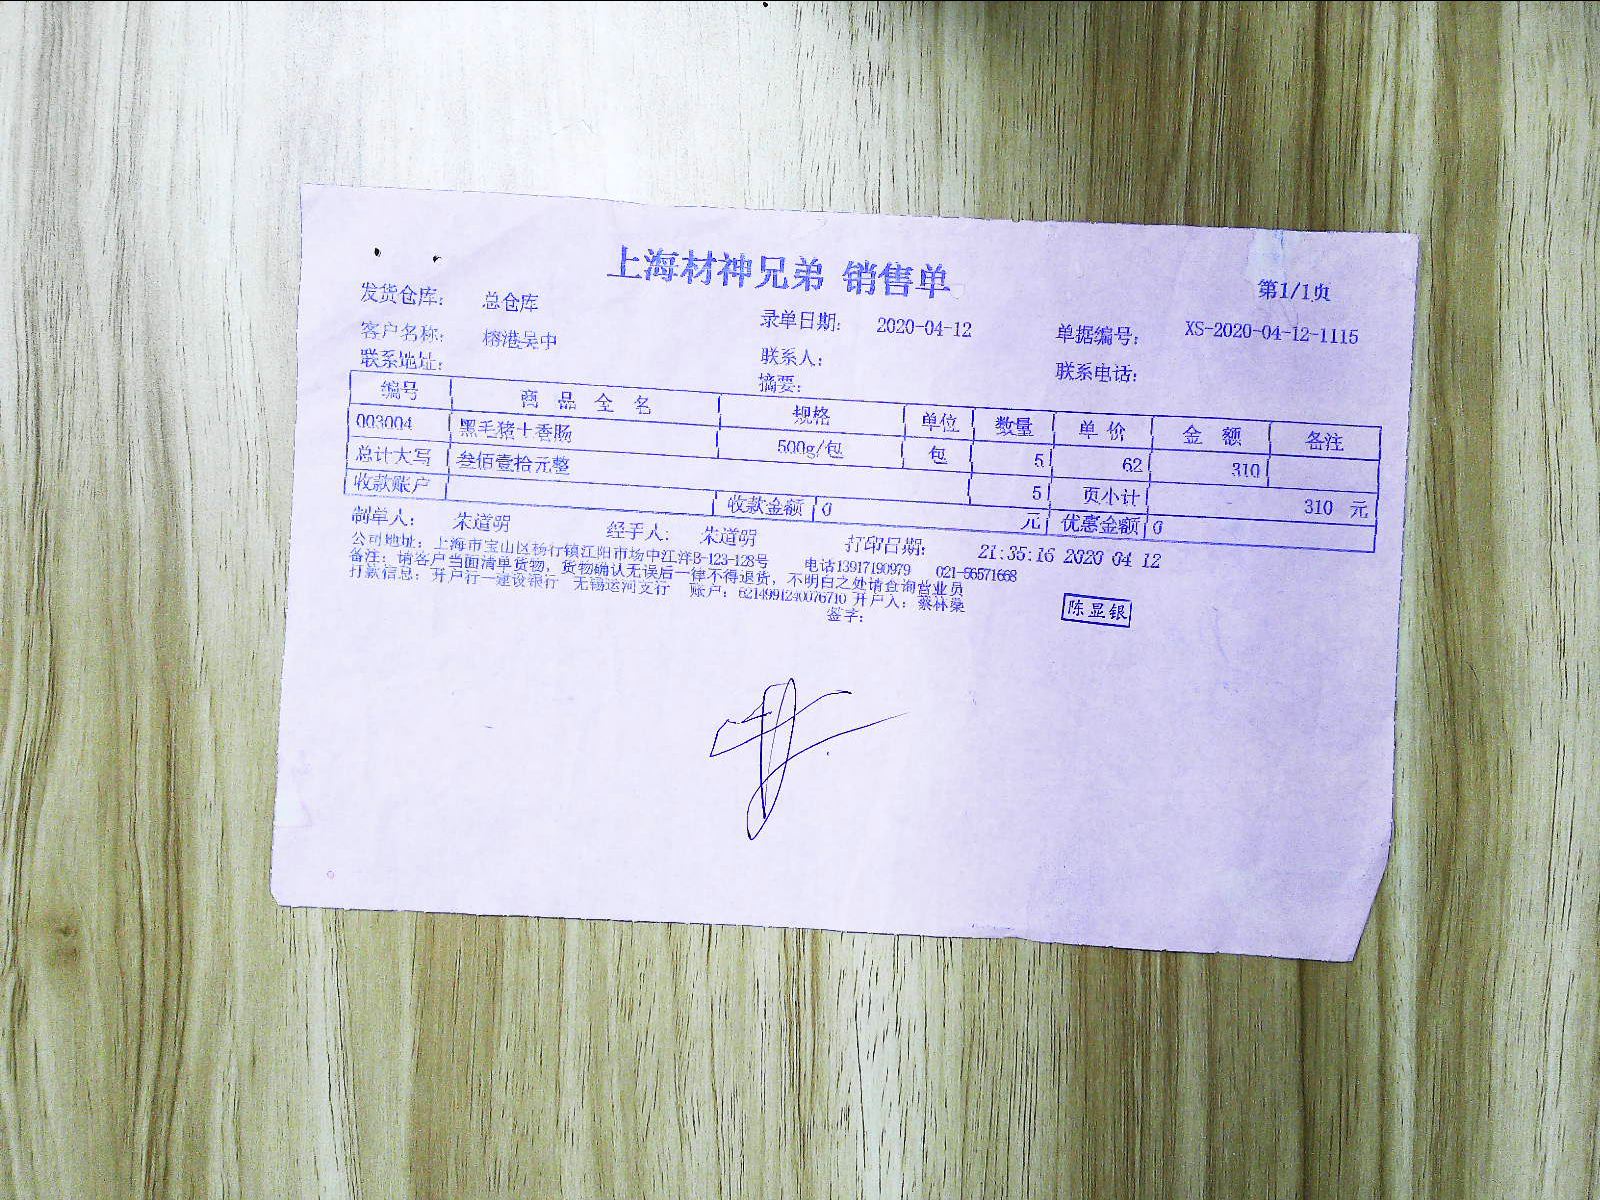 上海材神兄弟 销售单
第1/1页
发货仓库： 总仓库
录单日期： 2020-04-12
单据编号： XS-2020-04-12-1115
客户名称： 榕港吴中
联系人：
联系电话：
联系地址：
摘要：
编号 商 品 全 名 规格 单位 数量 单 价 金 额 备注
003004 黑毛猪土香肠 500g/包 包 5 62 310
总计大写 叁佰壹拾元整 5 页小计 310 元
收款账户 收款金额 0 元 优惠金额 0
制单人： 朱道明 经手人： 朱道明 打印日期： 21:35:16 2020 04 12
公司地址：上海市宝山区杨行镇江阳市场中江洋B-123-128号 电话13917190979 021-56571668
备注：请客户当面清单货物，货物确认无误后一律不得退货，不明白之处请查询营业员
打款信息：开户行一建设银行 无锡运河支行 账户：6214991240076710 开户人：蔡林荣
签字：
陈显银